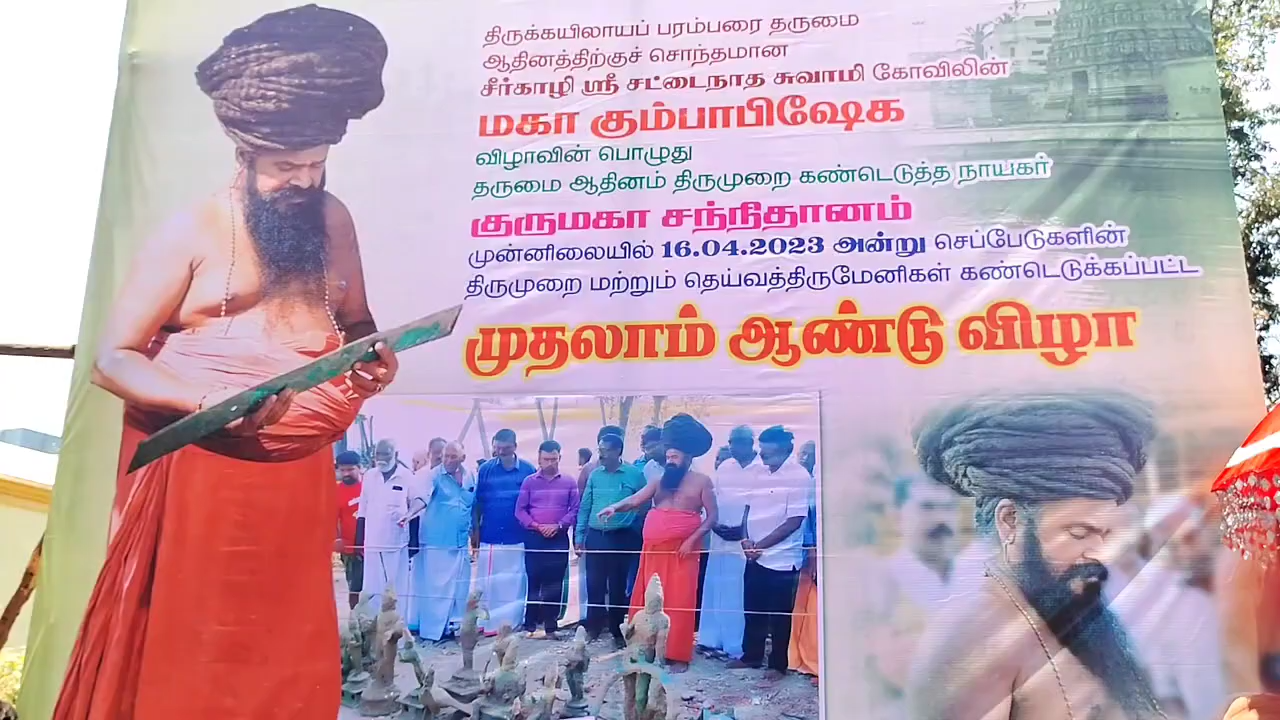 திருக்கயிலாயப் பரம்பரை தருமை
ஆதினத்திற்குச் சொந்தமான
சீர்காழி ஸ்ரீ சட்டைநாத சுவாமி கோவிலின்
மகா கும்பாபிஷேக
விழாவின் பொழுது
தருமை ஆதினம் திருமுறை கண்டெடுத்த நாயகர்
குருமகா சந்நிதானம்
முன்னிலையில் 16.04.2023 அன்று செப்பேடுகளின்
திருமுறை மற்றும் தெய்வத்திருமேனிகள் கண்டெடுக்கப்பட்ட
முதலாம் ஆண்டு விழா